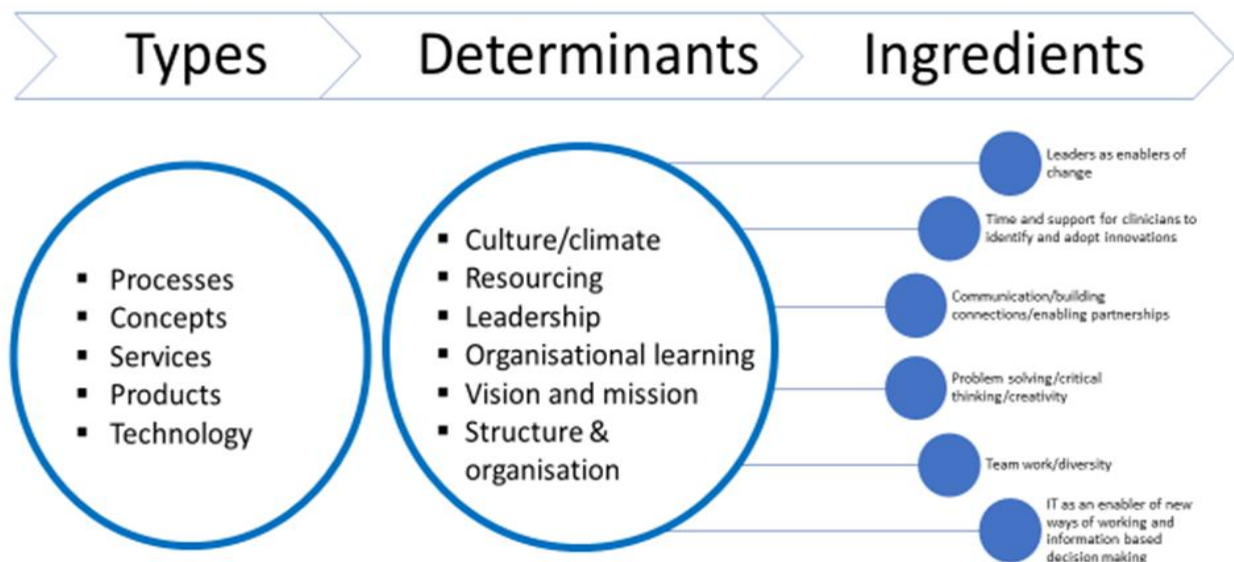 Types
Determinants
Ingredients
▪ Processes
▪ Concepts
▪ Services
▪ Products
▪ Technology
▪ Culture/climate
▪ Resourcing
▪ Leadership
▪ Organisational learning
▪ Vision and mission
▪ Structure &
organisation
Leaders as enablers of
change
Time and support for clinicians to
identify and adopt innovations
Communication/building
connections/enabling partnerships
Problem solving/critical
thinking/creativity
Team work/diversity
IT as an enabler of new
ways of working and
information based
decision making